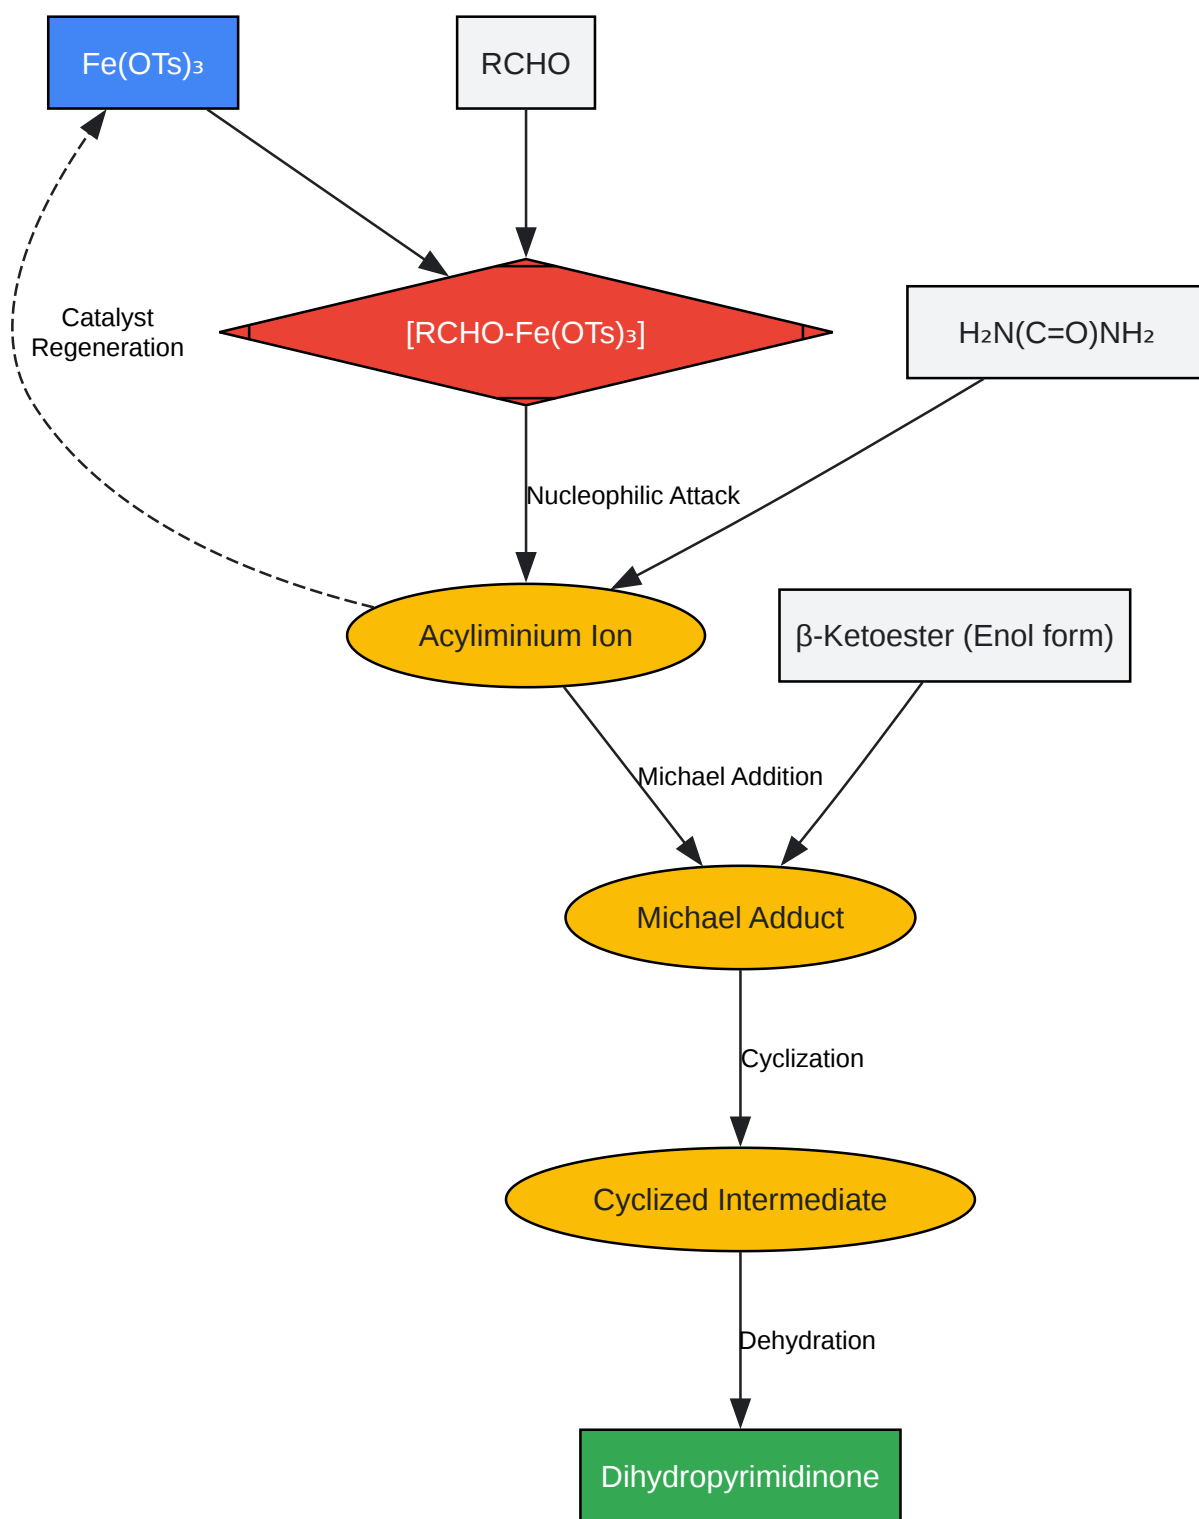 Fe(OTs)₃
RCHO
Catalyst
Regeneration
[RCHO-Fe(OTs)₃]
H₂N(C=O)NH₂
Nucleophilic Attack
Acyliminium Ion
β-Ketoester (Enol form)
Michael Addition
Michael Adduct
Cyclization
Cyclized Intermediate
Dehydration
Dihydropyrimidinone